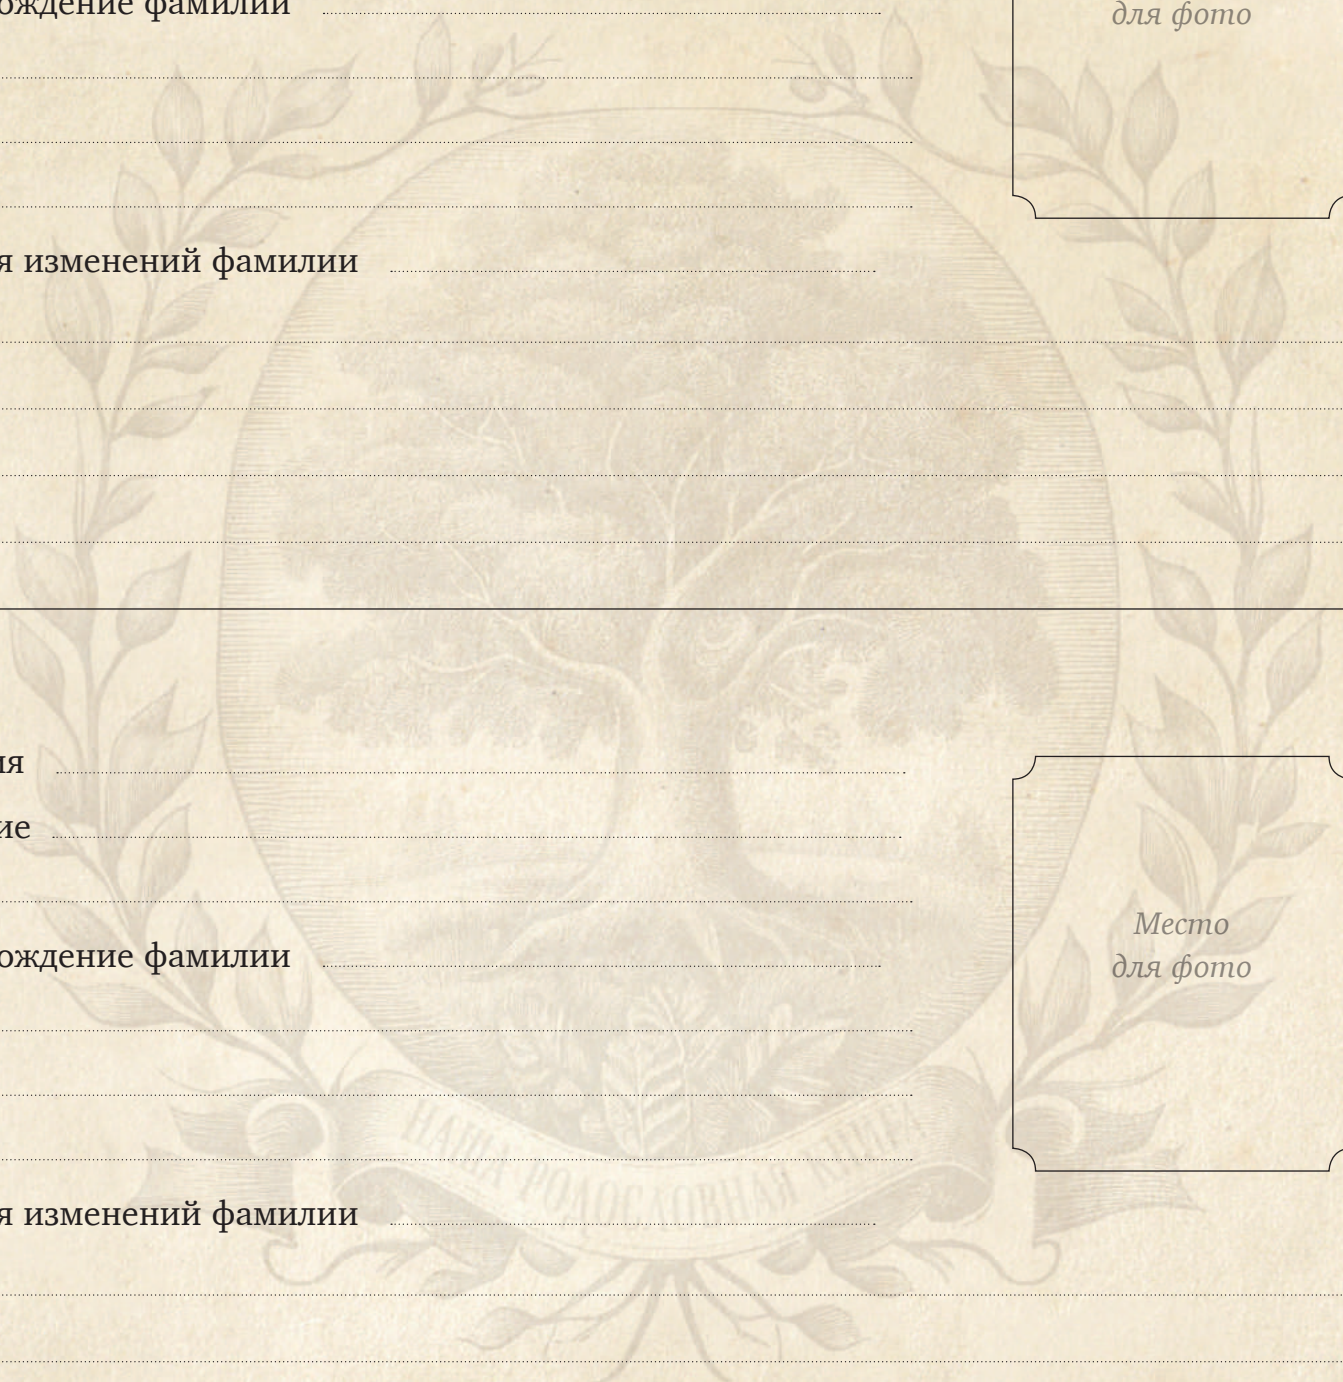 ождение фамилии
для фото
я изменений фамилии
ия
ие
Место
ождение фамилии
для фото
НАША РОДОСЛОВНАЯ КНИГА
я изменений фамилии